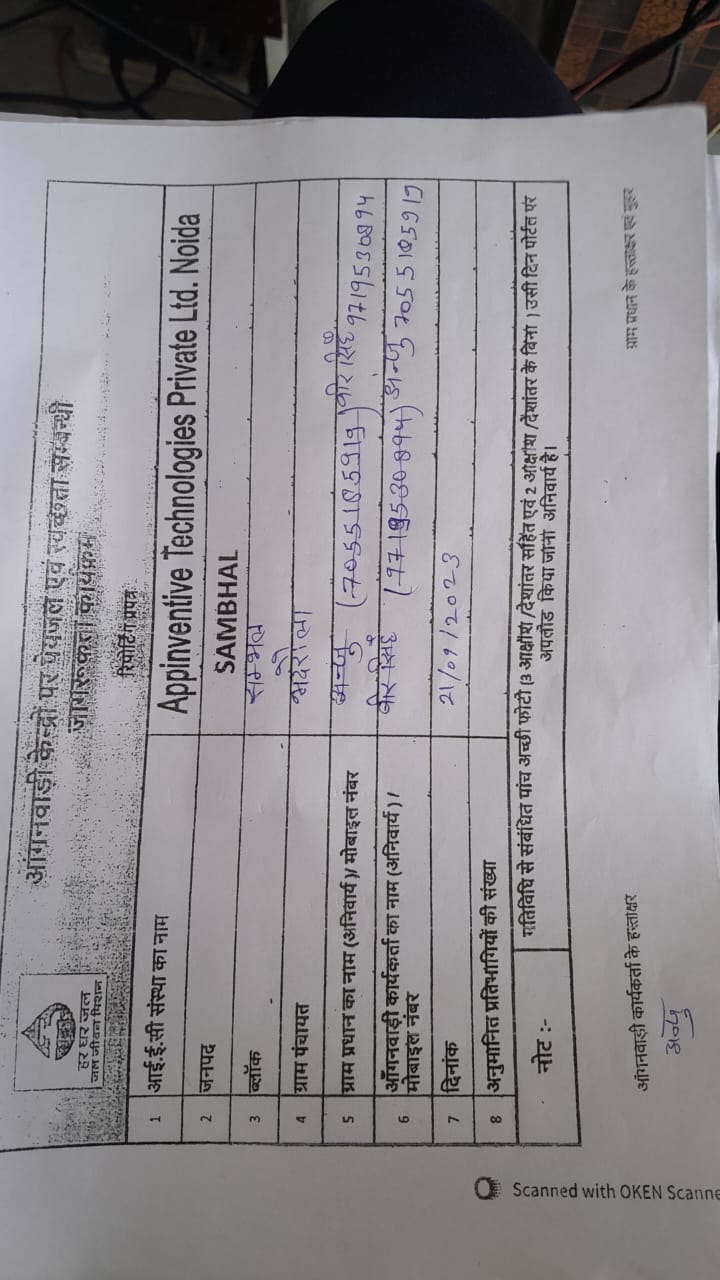 हर घर जल
जल जीवन मिशन
आंगनवाड़ी केन्द्रों पर पेयजल एवं स्वच्छता सम्बन्धी
जागरूकता कार्यक्रम
रिपोर्टिंग प्रपत्र
1 आई.ई.सी संस्था का नाम Appinventive Technologies Private Ltd. Noida
2 जनपद SAMBHAL
3 ब्लॉक सम्भल
4 ग्राम पंचायत
5 ग्राम प्रधान का नाम (अनिवार्य)/ मोबाइल नंबर अन्जु (7055185919) वीर सिंह 9719530894
6 आँगनवाड़ी कार्यकर्ता का नाम (अनिवार्य)/ वीर सिंह (9719530894) अन्जु 7055185919
मोबाइल नंबर
7 दिनांक 21/09/2023
8 अनुमानित प्रतिभागियों की संख्या
नोट :- गतिविधि से संबंधित पांच अच्छी फोटो (3 आक्षांश /देशांतर सहित एवं 2 आक्षांश /देशांतर के बिना ) उसी दिन पोर्टल पर
अपलोड किया जाना अनिवार्य है।
आंगनवाड़ी कार्यकर्ता के हस्ताक्षर ग्राम प्रधान के हस्ताक्षर एवं मुहर
अन्जु
Scanned with OKEN Scanne